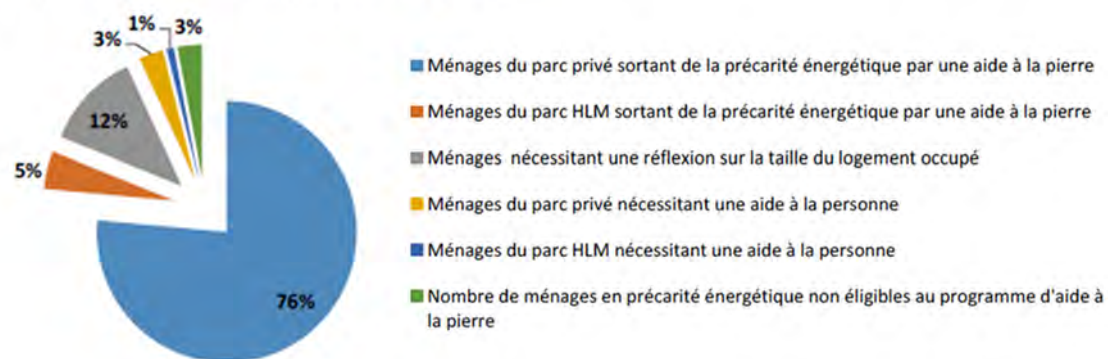 1%
3%
3%
12%
5%
76%
Ménages du parc privé sortant de la précarité énergétique par une aide à la pierre
Ménages du parc HLM sortant de la précarité énergétique par une aide à la pierre
Ménages nécessitant une réflexion sur la taille du logement occupé
Ménages du parc privé nécessitant une aide à la personne
Ménages du parc HLM nécessitant une aide à la personne
Nombre de ménages en précarité énergétique non éligibles au programme d'aide à
la pierre